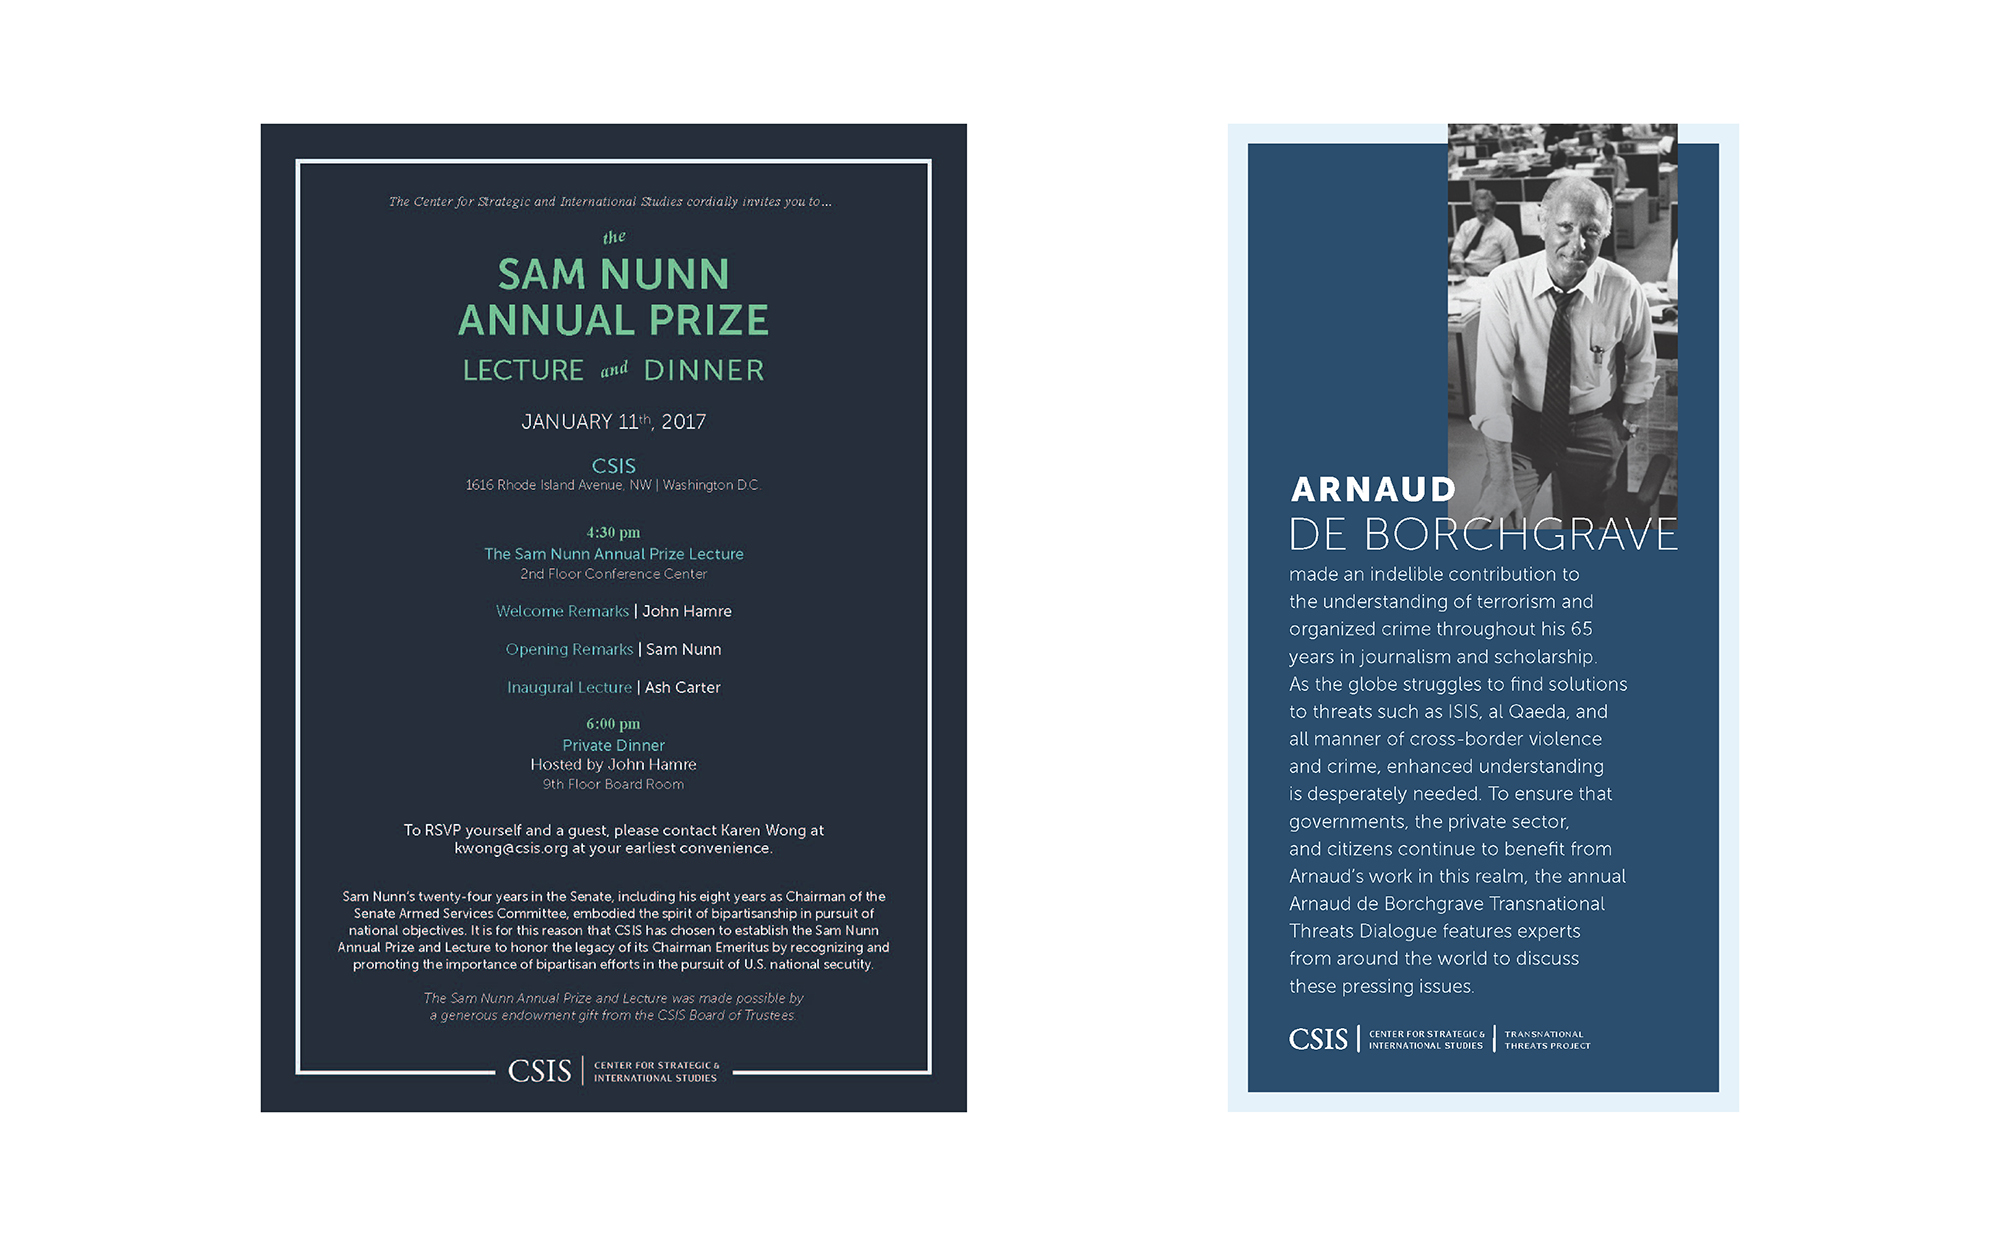 The Center for Strategic and International Studies cordially invites you to...
the
SAM NUNN
ANNUAL PRIZE
LECTURE and DINNER
JANUARY 11th, 2017
CSIS
1616 Rhode Island Avenue, NW | Washington D.C.
4:30 pm
The Sam Nunn Annual Prize Lecture
2nd Floor Conference Center
Welcome Remarks | John Hamre
Opening Remarks | Sam Nunn
Inaugural Lecture | Ash Carter
6:00 pm
Private Dinner
Hosted by John Hamre
9th Floor Board Room
To RSVP yourself and a guest, please contact Karen Wong at
kwong@csis.org at your earliest convenience.
Sam Nunn's twenty-four years in the Senate, including his eight years as Chairman of the
Senate Armed Services Committee, embodied the spirit of bipartisanship in pursuit of
national objectives. It is for this reason that CSIS has chosen to establish the Sam Nunn
Annual Prize and Lecture to honor the legacy of its Chairman Emeritus by recognizing and
promoting the importance of bipartisan efforts in the pursuit of U.S. national secutity.
The Sam Nunn Annual Prize and Lecture was made possible by
a generous endowment gift from the CSIS Board of Trustees.
CSIS | CENTER FOR STRATEGIC &
INTERNATIONAL STUDIES
ARNAUD
DE BORCHGRAVE
made an indelible contribution to
the understanding of terrorism and
organized crime throughout his 65
years in journalism and scholarship.
As the globe struggles to find solutions
to threats such as ISIS, al Qaeda, and
all manner of cross-border violence
and crime, enhanced understanding
is desperately needed. To ensure that
governments, the private sector,
and citizens continue to benefit from
Arnaud's work in this realm, the annual
Arnaud de Borchgrave Transnational
Threats Dialogue features experts
from around the world to discuss
these pressing issues.
CSIS | CENTER FOR STRATEGIC & | TRANSNATIONAL
INTERNATIONAL STUDIES | THREATS PROJECT